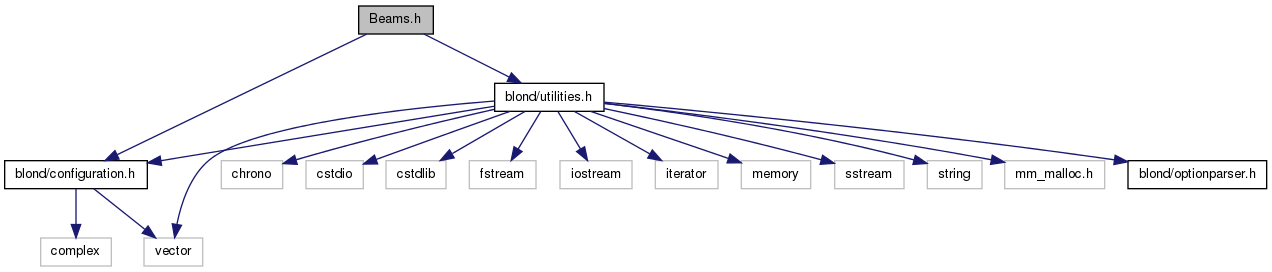 Beams.h
blond/utilities.h
blond/configuration.h
chrono
cstdio
cstdlib
fstream
iostream
iterator
memory
sstream
string
mm_malloc.h
blond/optionparser.h
complex
vector